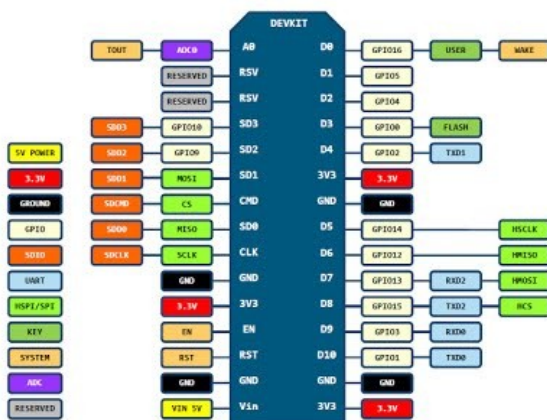 DEVKIT
TOUT ADC0 A0 D0 GPIO16 USER WAKE
RESERVED RSV D1 GPIO5
RESERVED RSV D2 GPIO4
SDD3 GPIO10 SD3 D3 GPIO0 FLASH
5V POWER SDD2 GPIO9 SD2 D4 GPIO2 TXD1
3.3V SDD1 MOSI SD1 3V3 3.3V
GROUND SDCMD CS CMD GND GND
GPIO SDD0 MISO SD0 D5 GPIO14 HSCLK
SDIO SDCLK SCLK CLK D6 GPIO12 HMISO
UART GND GND D7 GPIO13 RXD2 HMOSI
HSPI/SPI 3.3V 3V3 D8 GPIO15 TXD2 HCS
KEY EN EN D9 GPIO3 RXD0
SYSTEM RST RST D10 GPIO1 TXD0
ADC GND GND GND GND
RESERVED VIN 5V Vin 3V3 3.3V